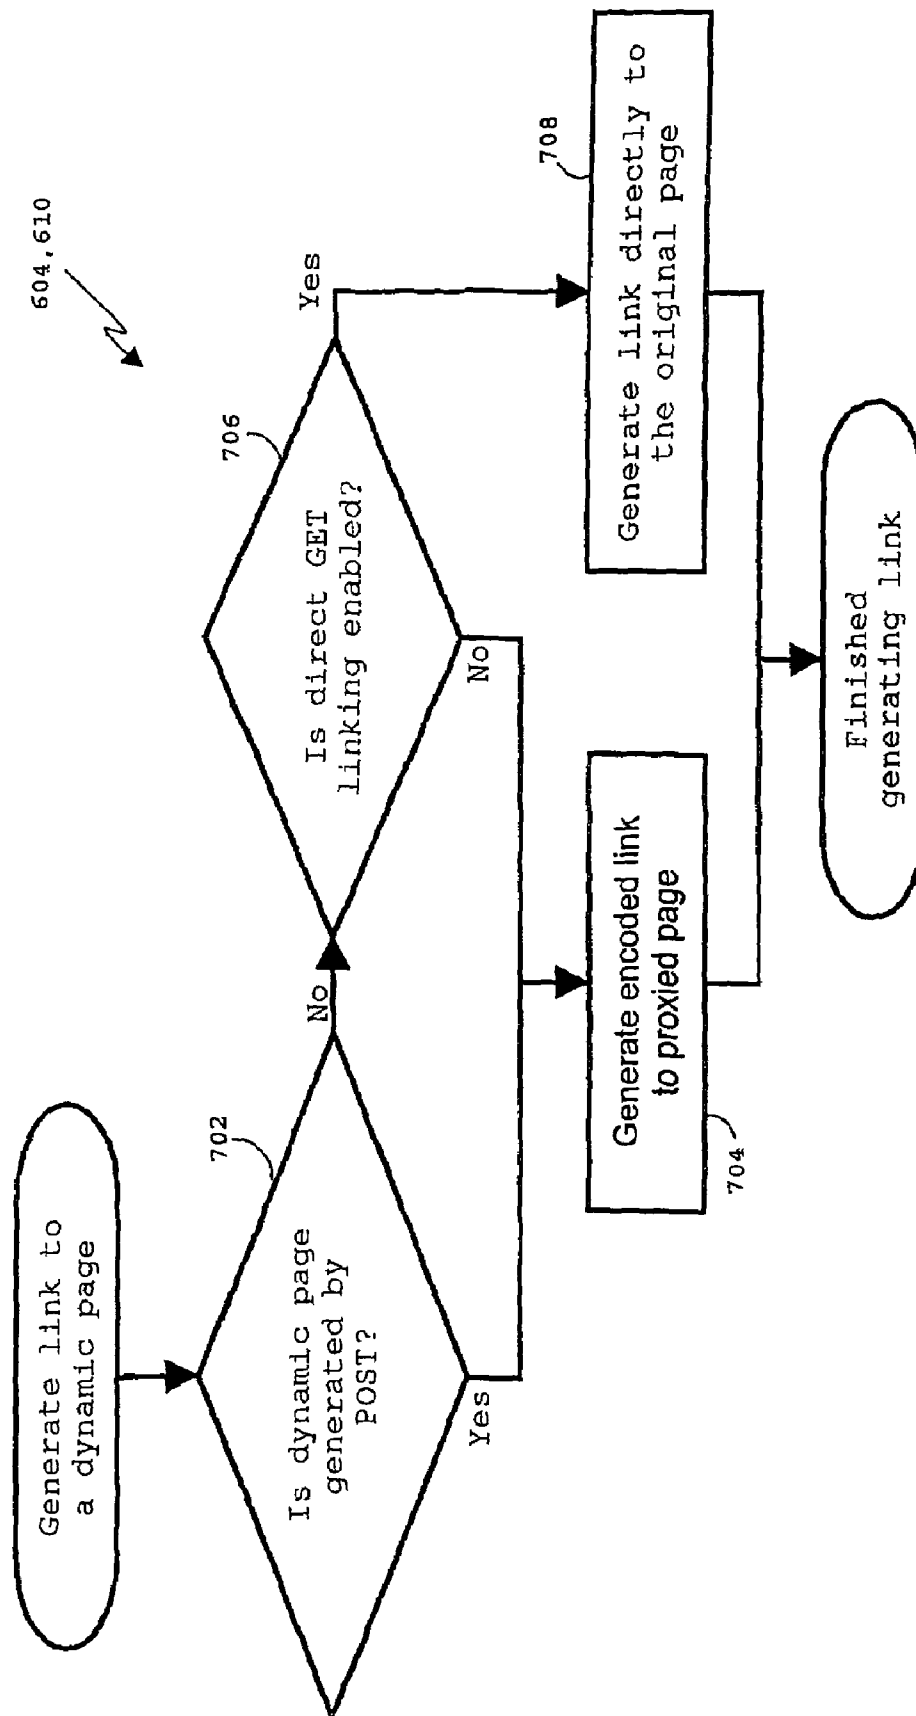 604,610
Generate link to
a dynamic page
702
Is dynamic page
generated by
POST?
No
Yes
706
Is direct GET
linking enabled?
Yes
No
704
Generate encoded link
to proxied page
708
Generate link directly to
the original page
Finished
generating link